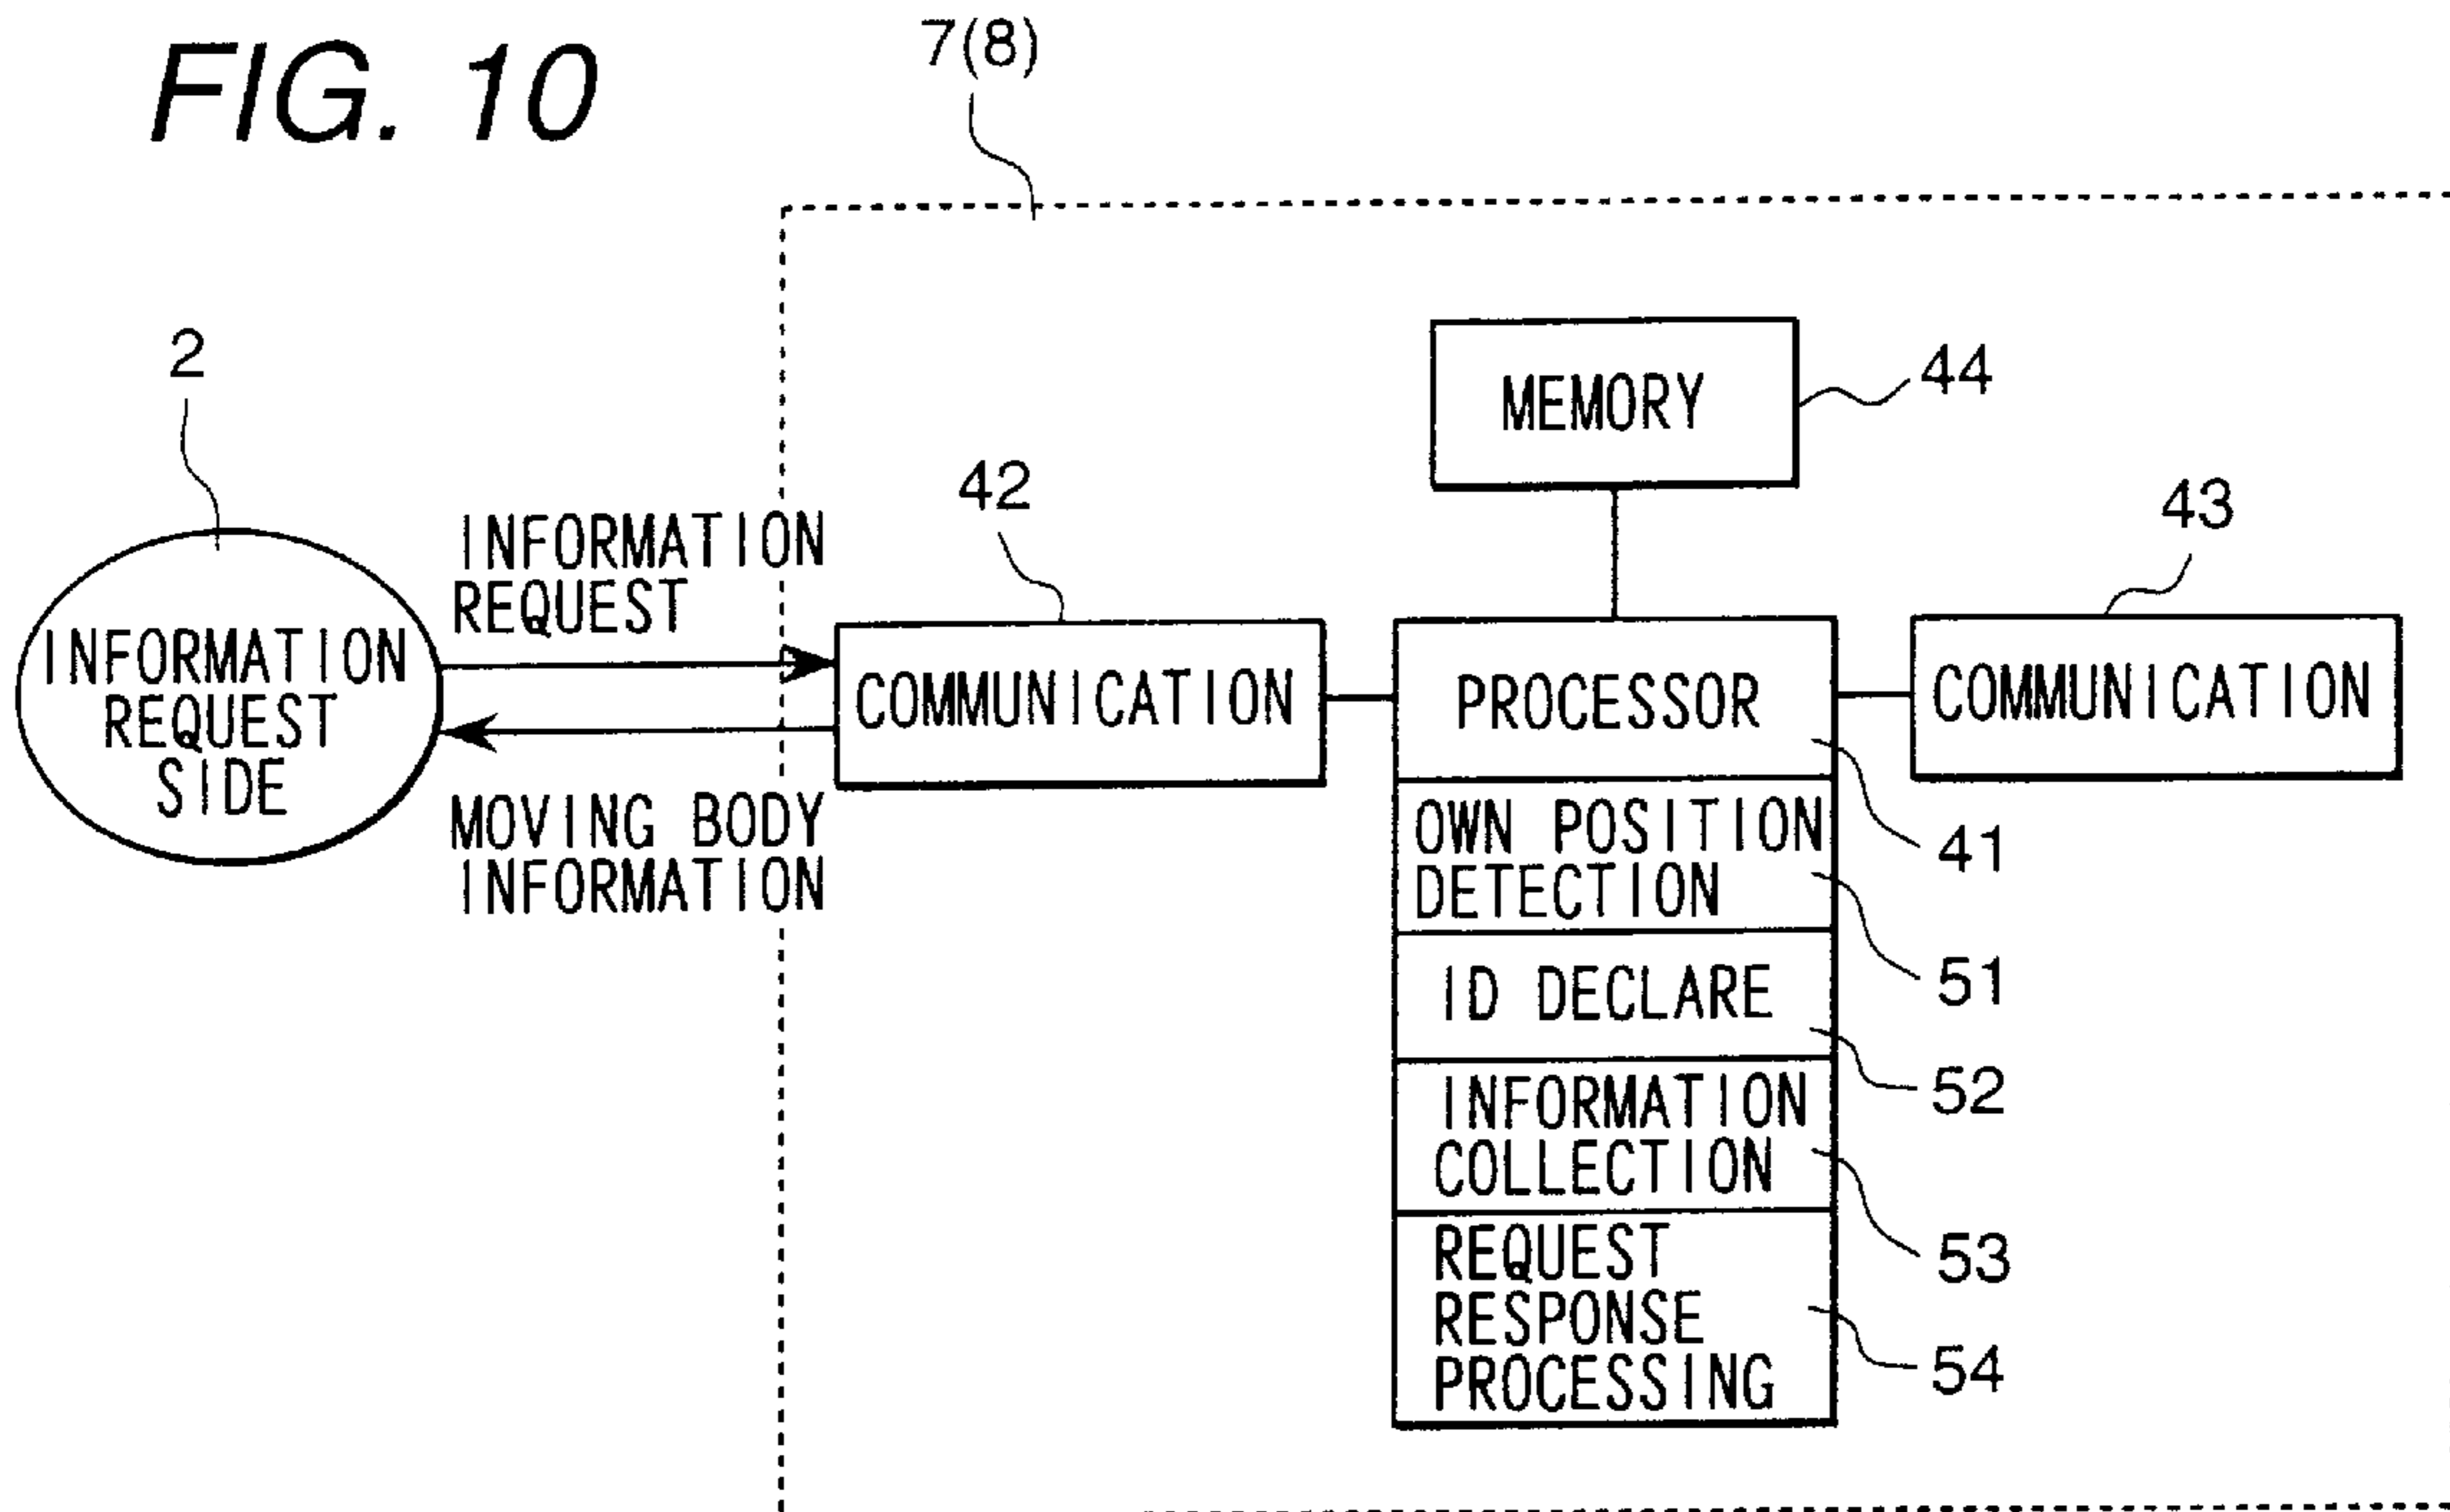 FIG. 10
7(8)
2
INFORMATION
REQUEST
SIDE
INFORMATION
REQUEST
MOVING BODY
INFORMATION
42
COMMUNICATION
MEMORY
44
PROCESSOR
41
43
COMMUNICATION
OWN POSITION
DETECTION
51
ID DECLARE
52
INFORMATION
COLLECTION
53
REQUEST
RESPONSE
PROCESSING
54